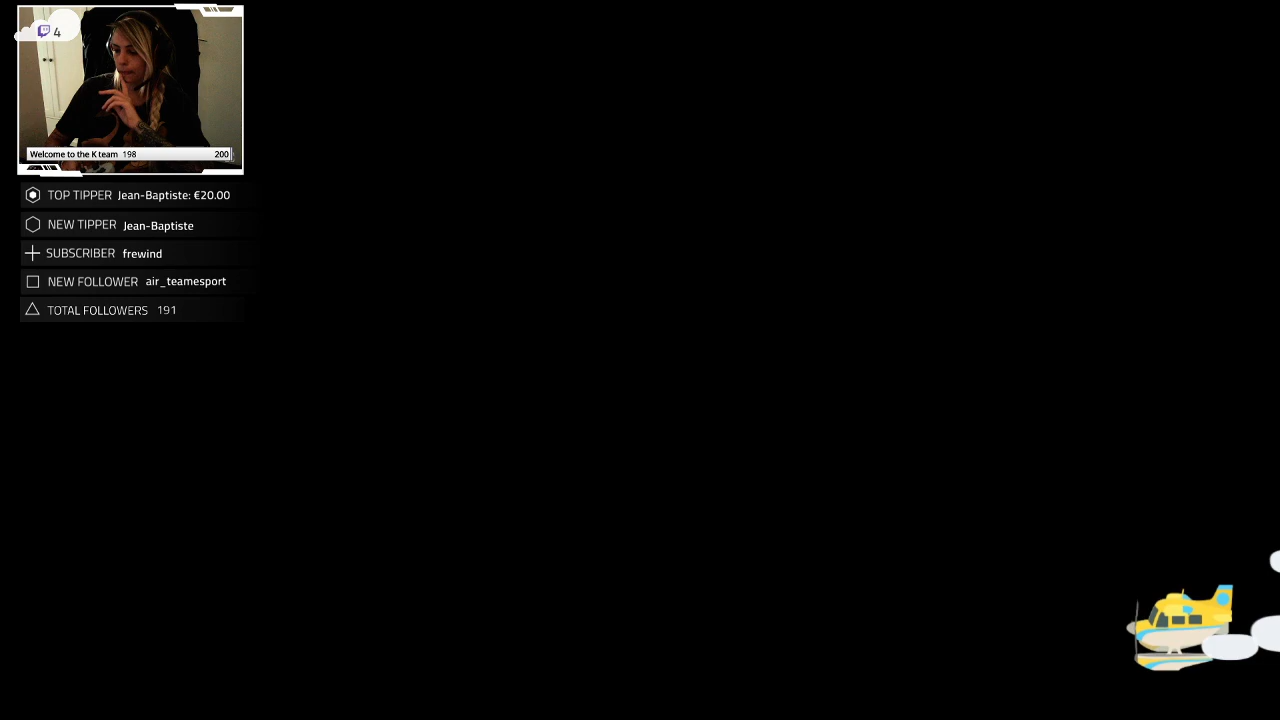 4
Welcome to the K team 198 200
TOP TIPPER Jean-Baptiste: €20.00
NEW TIPPER Jean-Baptiste
SUBSCRIBER frewind
NEW FOLLOWER air_teamesport
TOTAL FOLLOWERS 191